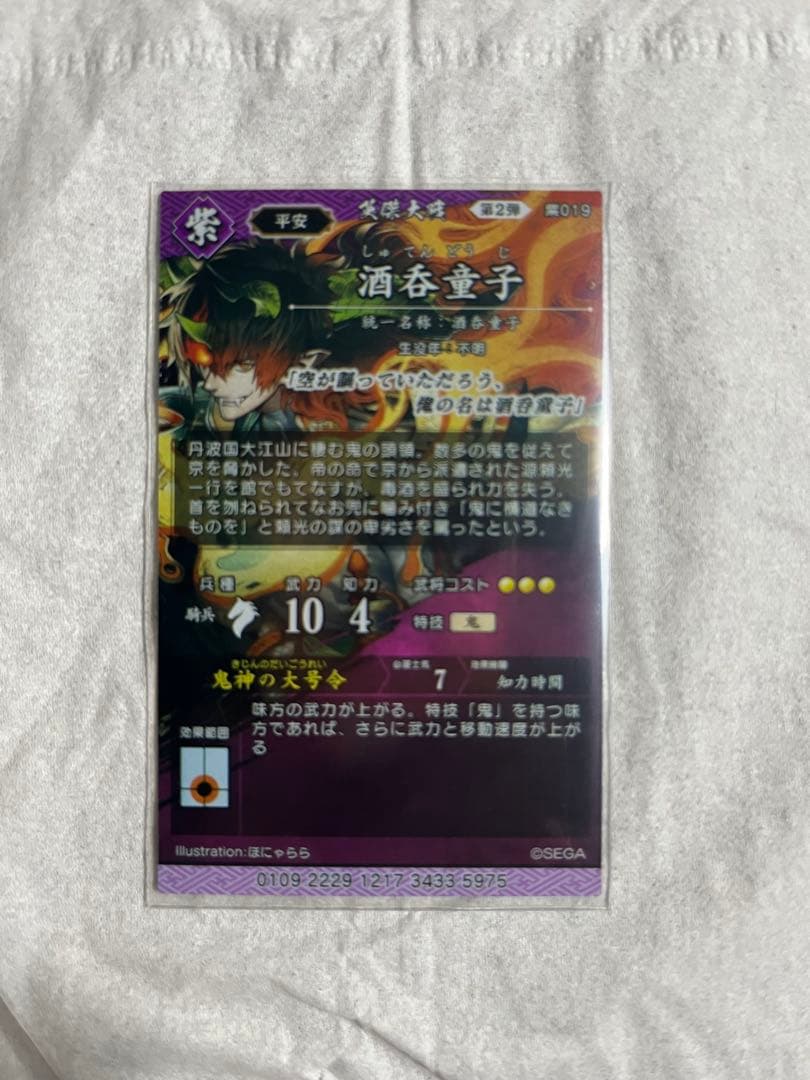 紫 平安 英傑大戦 第2弾 紫019
しゅ てん どう じ
酒呑童子
統一名称：酒呑童子
生没年：不明
「空が嗤っていただろう、
俺の名は酒呑童子」
丹波国大江山に棲む鬼の頭領。数多の鬼を従えて
京を脅かした。帝の命で京から派遣された源頼光
一行を館でもてなすが、毒酒を盛られ力を失う。
首を刎ねられてなお兜に噛み付き「鬼に横道なき
ものを」と頼光の謀の卑劣さを罵ったという。
兵種 武力 知力 武将コスト
騎兵 10 4 特技 鬼
きじんのだいごうれい 必要士気 効果時間
鬼神の大号令 7 知力時間
味方の武力が上がる。特技「鬼」を持つ味
方であれば、さらに武力と移動速度が上が
る
効果範囲
Illustration:ほにゃらら ©SEGA
0109 2229 1217 3433 5975